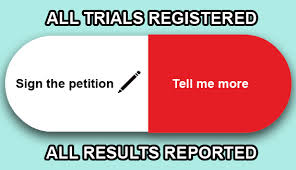 ALL TRIALS REGISTERED
Sign the petition
Tell me more
ALL RESULTS REPORTED